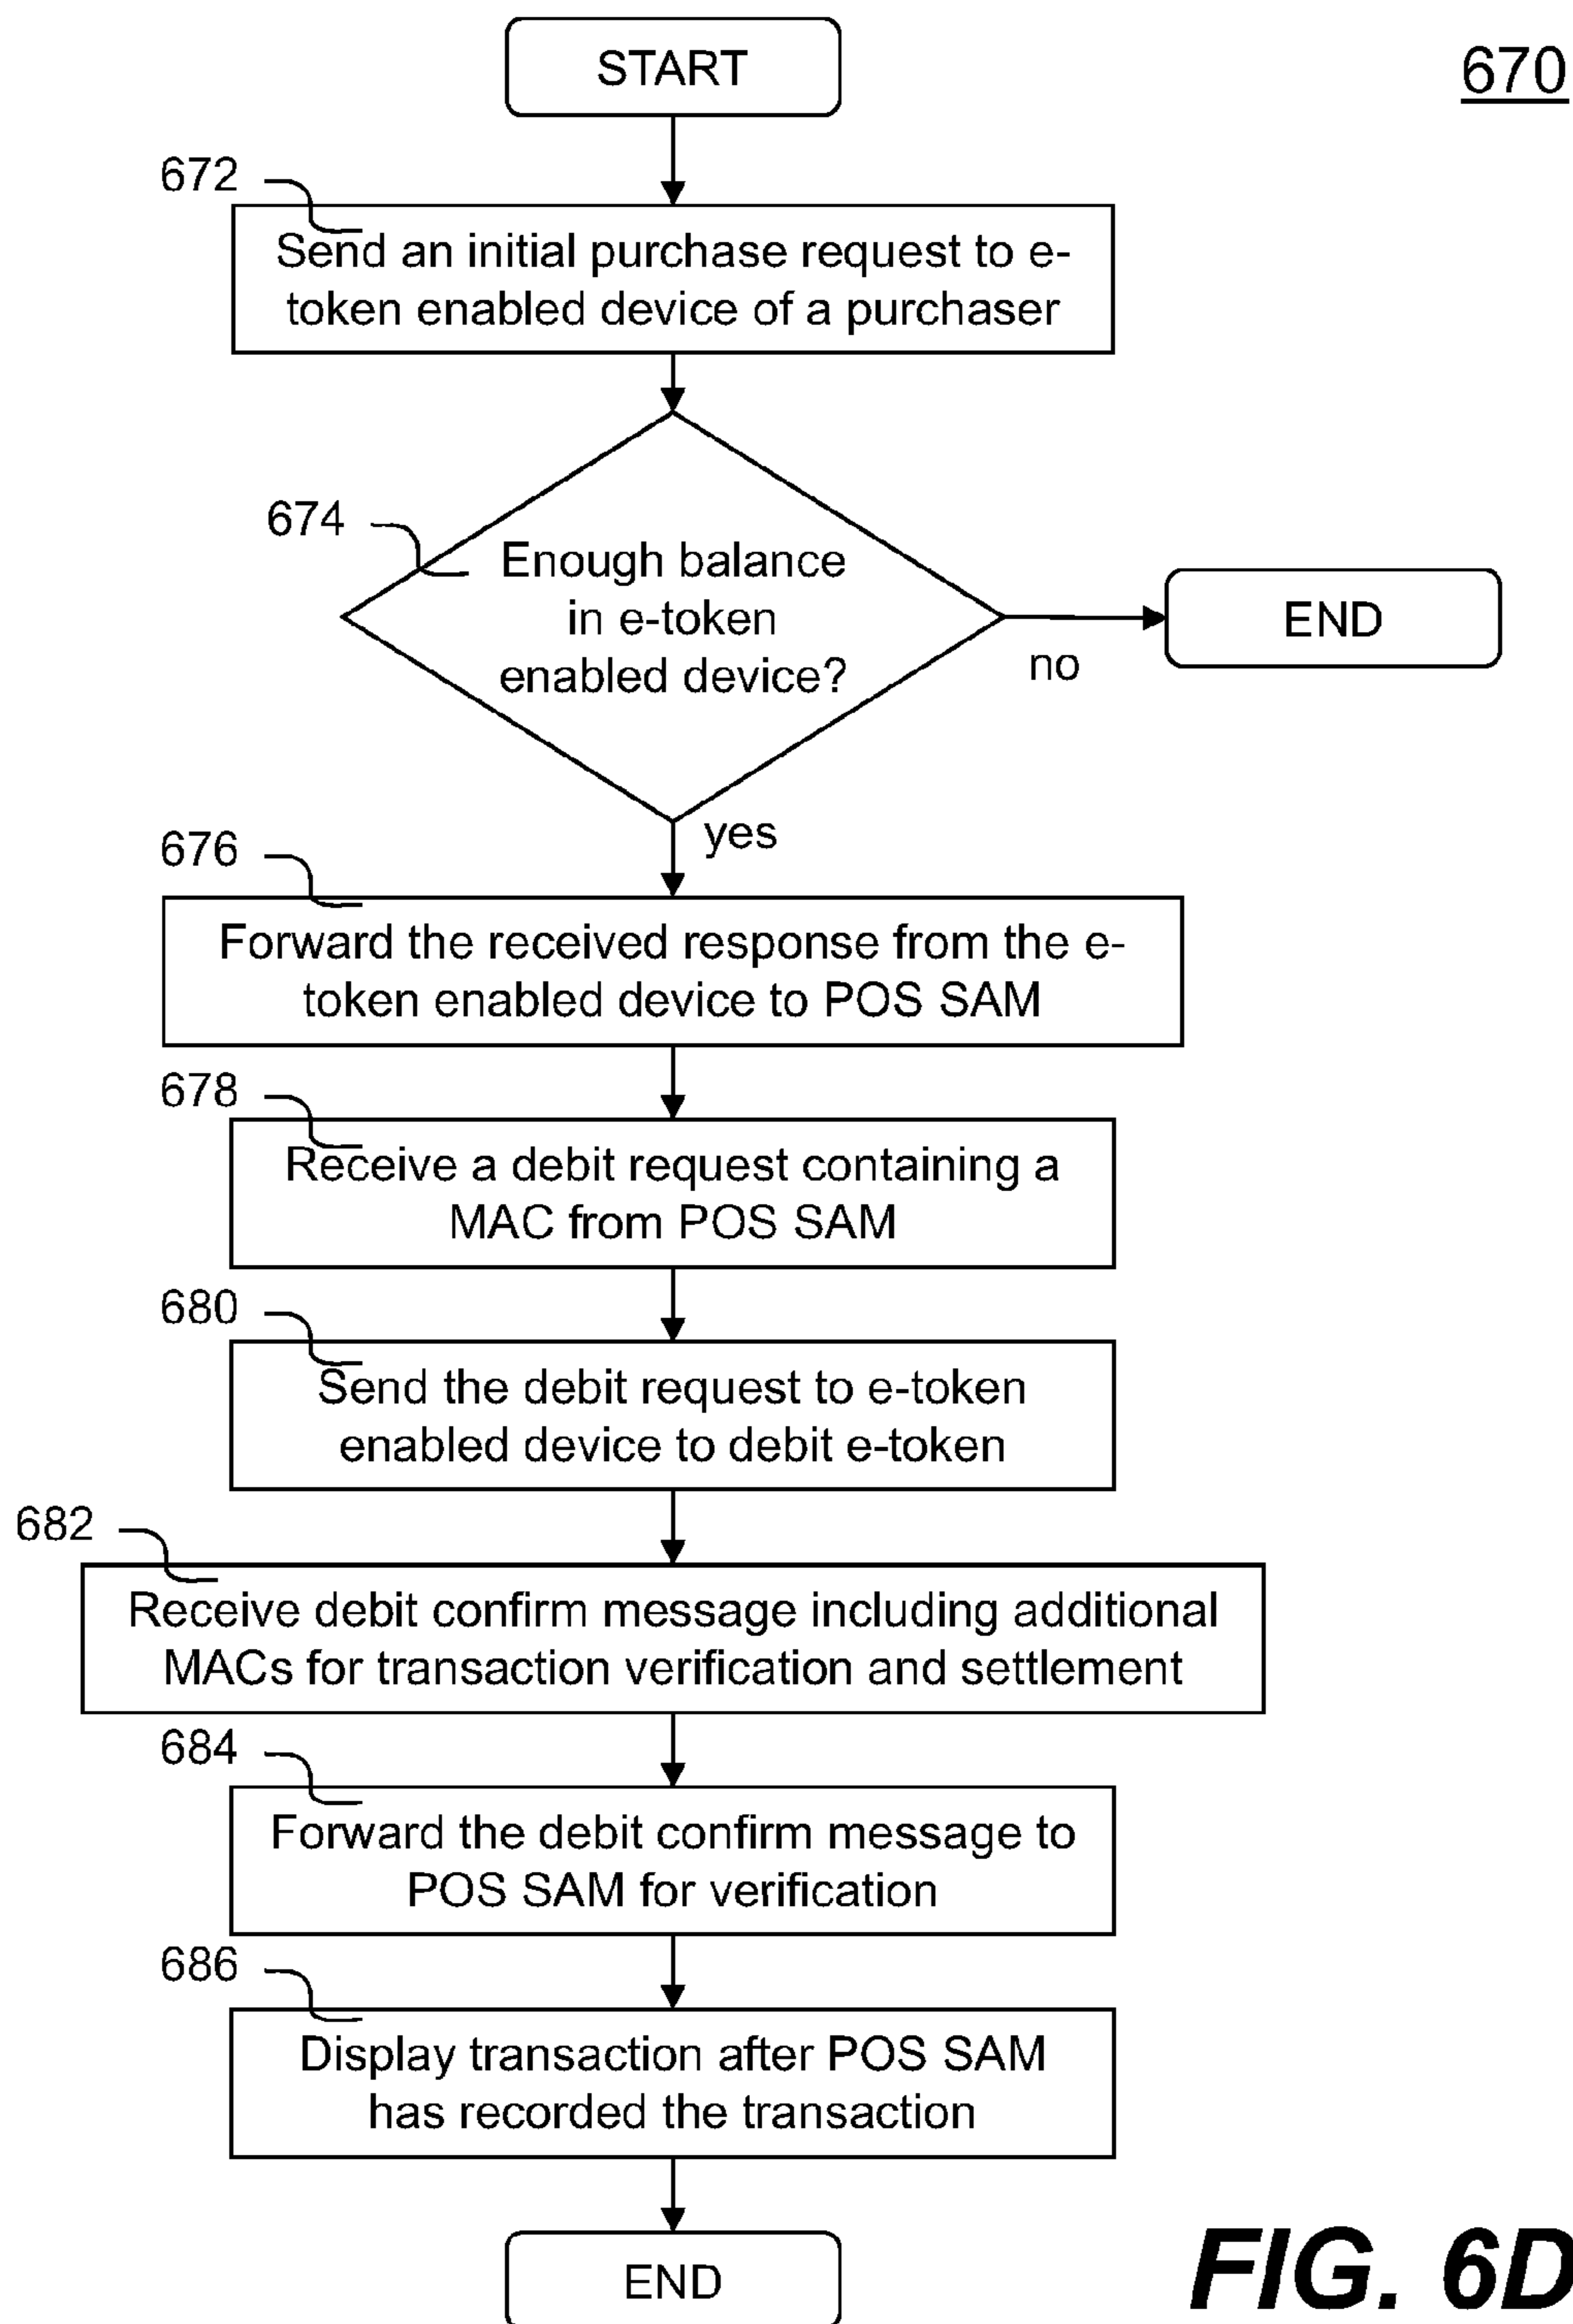 START
670
672
Send an initial purchase request to e-
token enabled device of a purchaser
674
Enough balance
in e-token
enabled device?
no
END
yes
676
Forward the received response from the e-
token enabled device to POS SAM
678
Receive a debit request containing a
MAC from POS SAM
680
Send the debit request to e-token
enabled device to debit e-token
682
Receive debit confirm message including additional
MACs for transaction verification and settlement
684
Forward the debit confirm message to
POS SAM for verification
686
Display transaction after POS SAM
has recorded the transaction
END
FIG. 6D